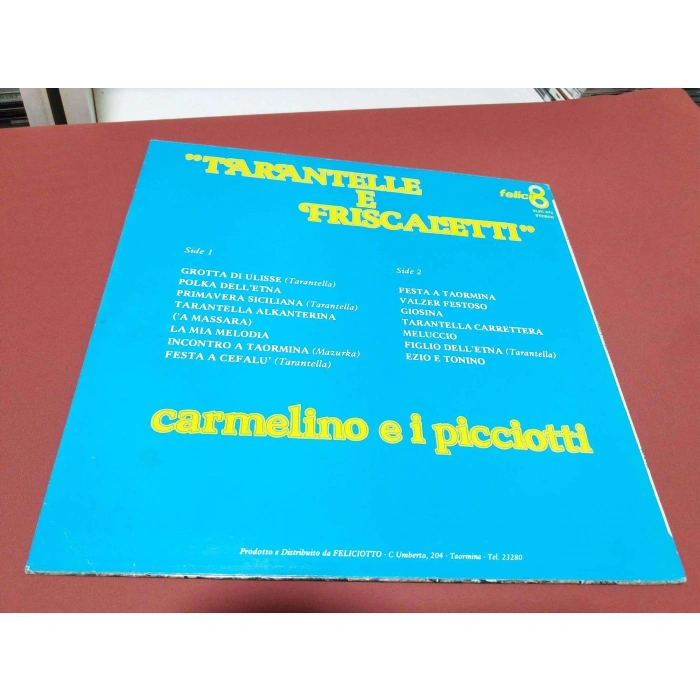 "TARANTELLE
E
FRISCALETTI"
felic8
STEREO
Side 1
GROTTA DI ULISSE (Tarantella)
POLKA DELL'ETNA
PRIMAVERA SICILIANA (Tarantella)
TARANTELLA ALKANTERINA
('A MASSARA)
LA MIA MELODIA
INCONTRO A TAORMINA (Mazurka)
FESTA A CEFALU' (Tarantella)
Side 2
FESTA A TAORMINA
VALZER FESTOSO
GIOSINA
TARANTELLA CARRETTERA
MELUCCIO
FIGLIO DELL'ETNA (Tarantella)
EZIO E TONINO
carmelino e i picciotti
Prodotto e Distribuito da FELICIOTTO - C. Umberto, 204 - Taormina - Tel. 23280